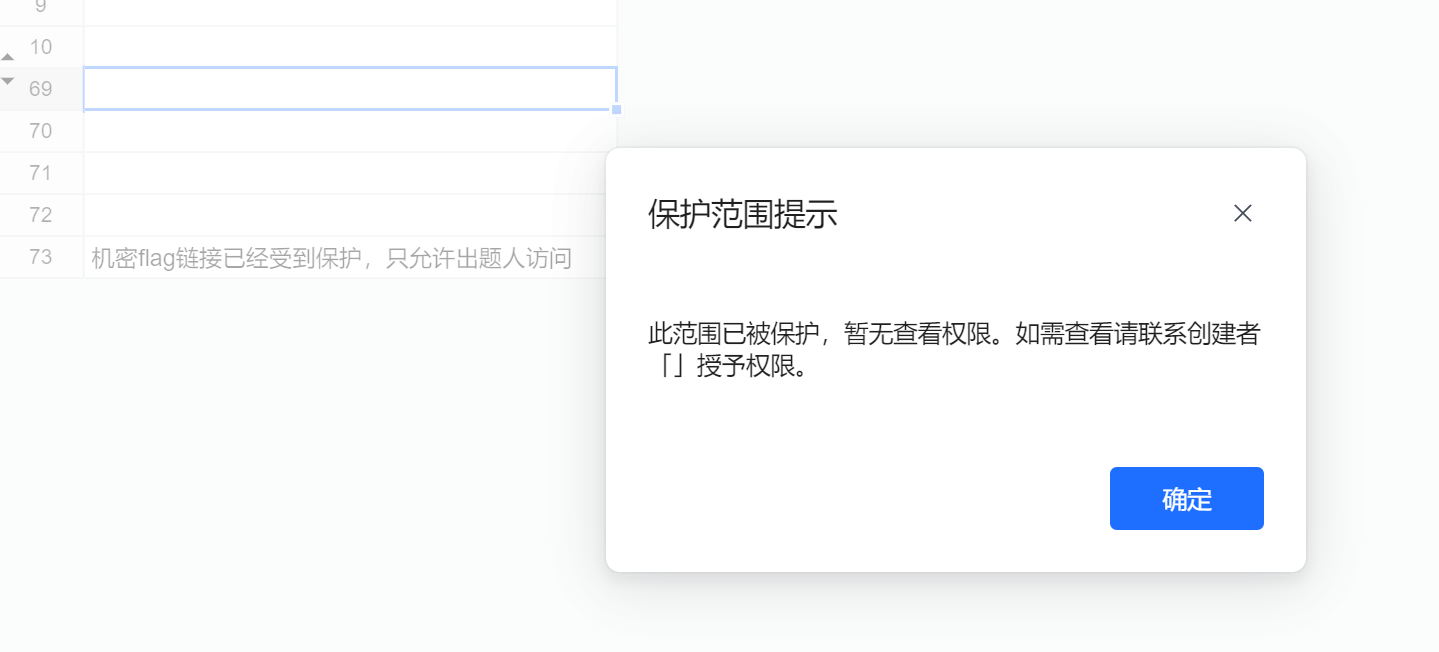 9
10
69
70
71
72
73 机密flag链接已经受到保护，只允许出题人访问
保护范围提示
此范围已被保护，暂无查看权限。如需查看请联系创建者
「」授予权限。
确定